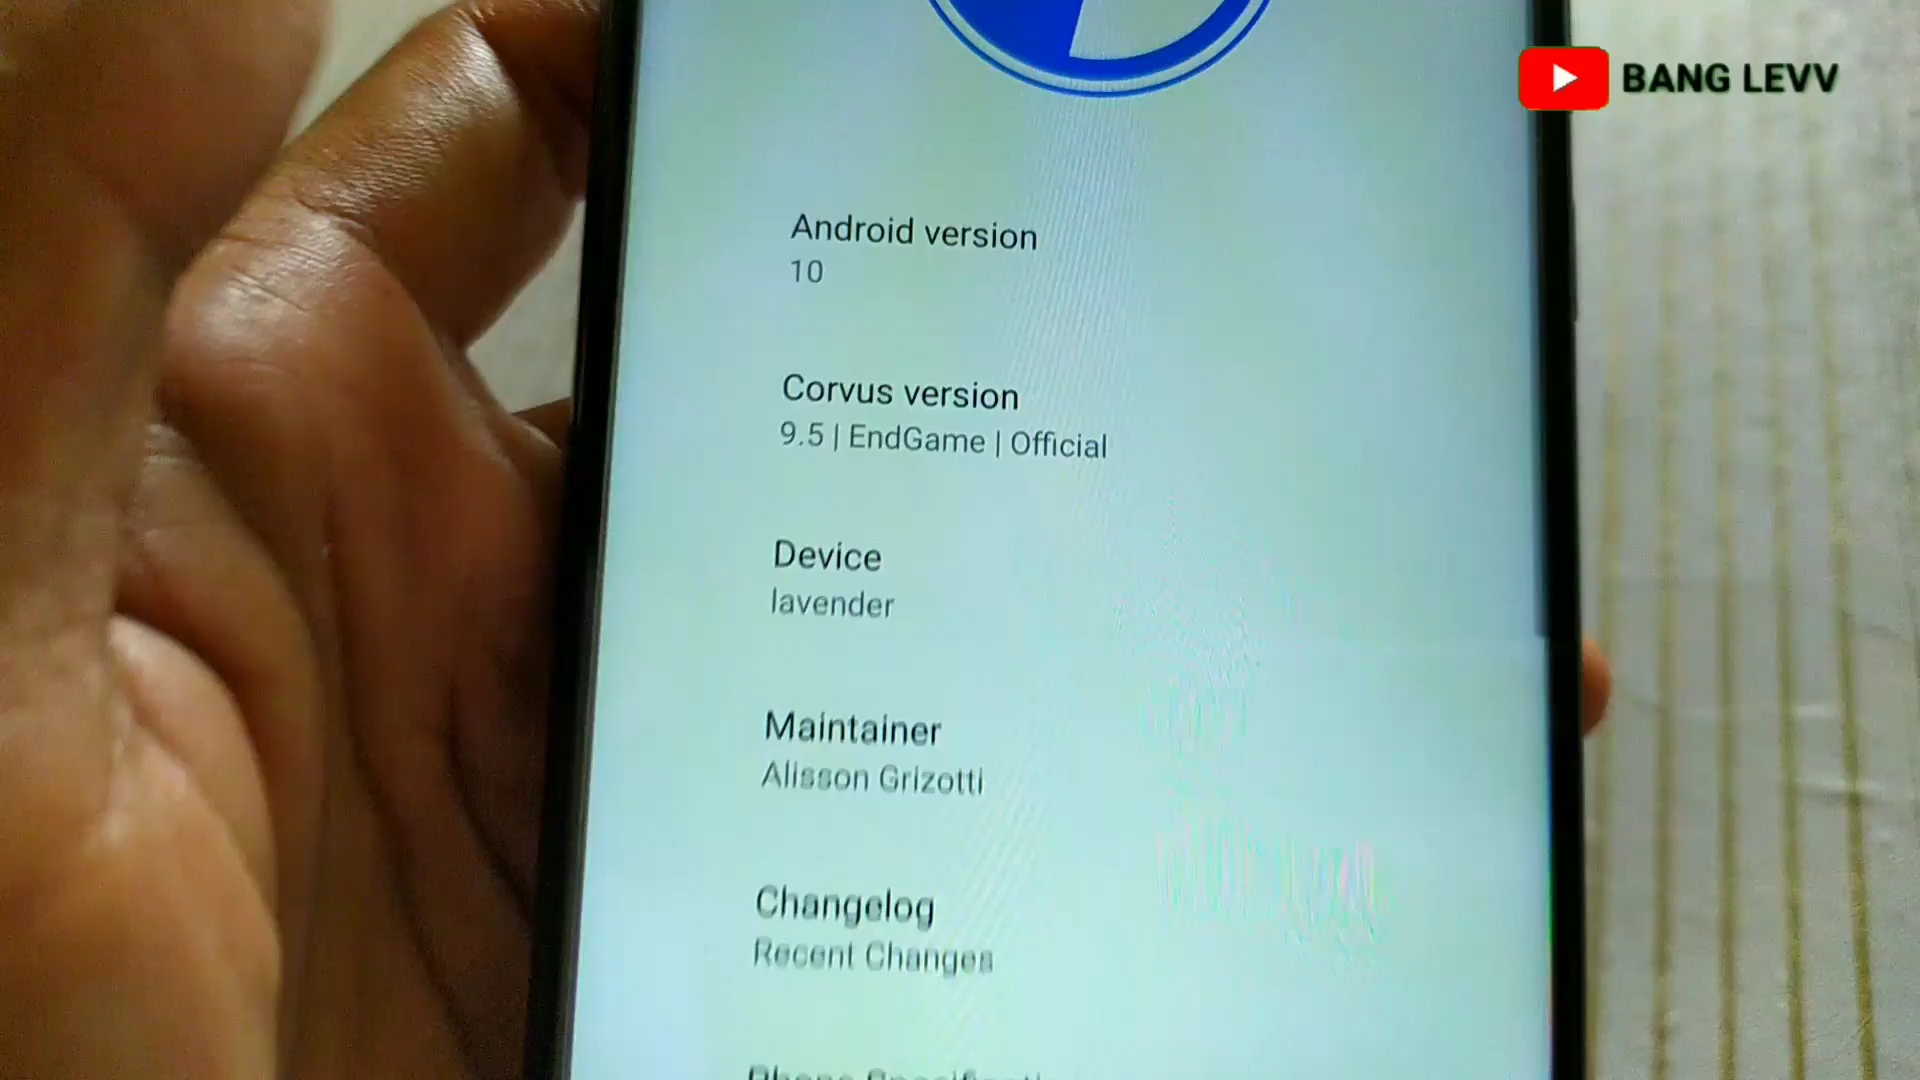 BANG LEVV
Android version
10
Corvus version
9.5 | EndGame | Official
Device
lavender
Maintainer
Alisson Grizotti
Changelog
Recent Changes